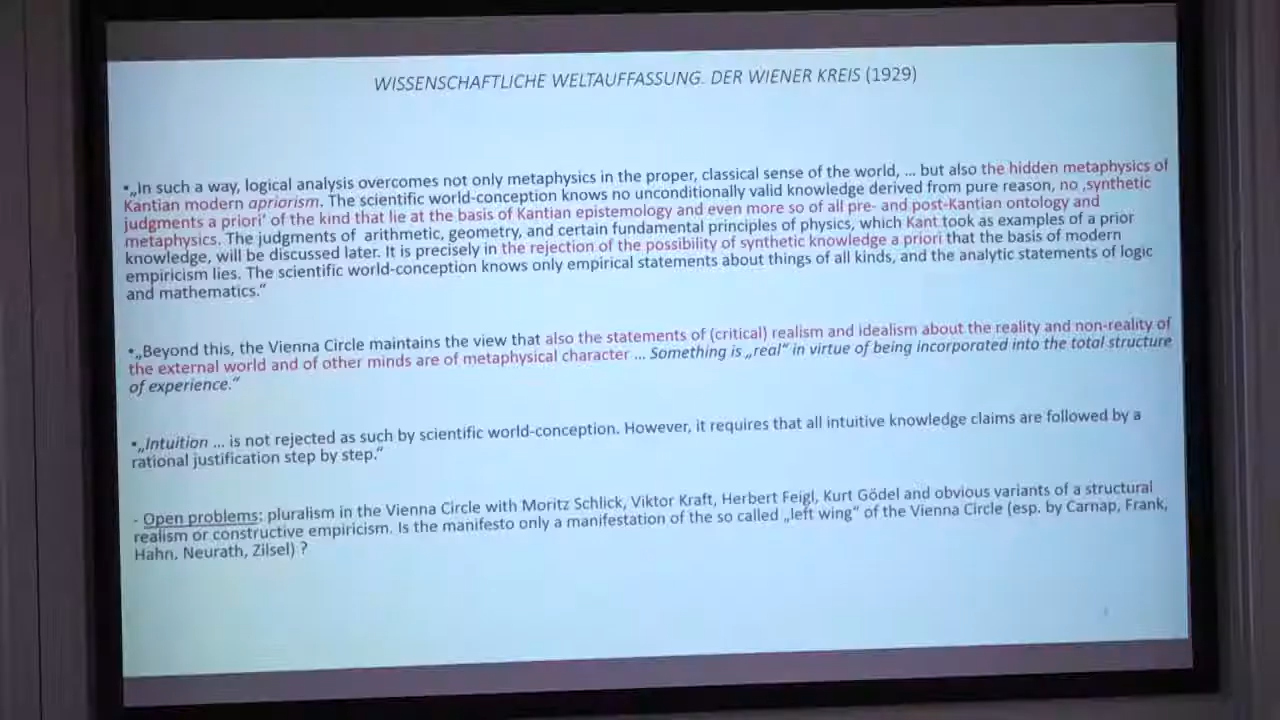 WISSENSCHAFTLICHE WELTAUFFASSUNG. DER WIENER KREIS (1929)
•„In such a way, logical analysis overcomes not only metaphysics in the proper, classical sense of the world, ... but also the hidden metaphysics of
Kantian modern apriorism. The scientific world-conception knows no unconditionally valid knowledge derived from pure reason, no ‚synthetic
judgments a priori' of the kind that lie at the basis of Kantian epistemology and even more so of all pre- and post-Kantian ontology and
metaphysics. The judgments of arithmetic, geometry, and certain fundamental principles of physics, which Kant took as examples of a prior
knowledge, will be discussed later. It is precisely in the rejection of the possibility of synthetic knowledge a priori that the basis of modern
empiricism lies. The scientific world-conception knows only empirical statements about things of all kinds, and the analytic statements of logic
and mathematics.“
•„Beyond this, the Vienna Circle maintains the view that also the statements of (critical) realism and idealism about the reality and non-reality of
the external world and of other minds are of metaphysical character ... Something is „real“ in virtue of being incorporated into the total structure
of experience.“
•„Intuition ... is not rejected as such by scientific world-conception. However, it requires that all intuitive knowledge claims are followed by a
rational justification step by step.“
- Open problems: pluralism in the Vienna Circle with Moritz Schlick, Viktor Kraft, Herbert Feigl, Kurt Gödel and obvious variants of a structural
realism or constructive empiricism. Is the manifesto only a manifestation of the so called „left wing“ of the Vienna Circle (esp. by Carnap, Frank,
Hahn, Neurath, Zilsel) ?